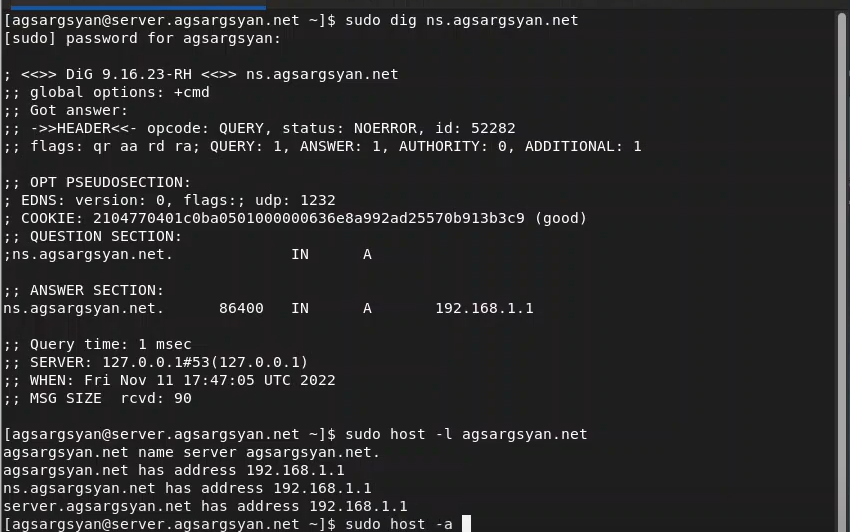 [agsargsyan@server.agsargsyan.net ~]$ sudo dig ns.agsargsyan.net
[sudo] password for agsargsyan:
; <<>> DiG 9.16.23-RH <<>> ns.agsargsyan.net
;; global options: +cmd
;; Got answer:
;; ->>HEADER<<- opcode: QUERY, status: NOERROR, id: 52282
;; flags: qr aa rd ra; QUERY: 1, ANSWER: 1, AUTHORITY: 0, ADDITIONAL: 1
;; OPT PSEUDOSECTION:
; EDNS: version: 0, flags:; udp: 1232
; COOKIE: 2104770401c0ba0501000000636e8a992ad25570b913b3c9 (good)
;; QUESTION SECTION:
;ns.agsargsyan.net. IN A
;; ANSWER SECTION:
ns.agsargsyan.net. 86400 IN A 192.168.1.1
;; Query time: 1 msec
;; SERVER: 127.0.0.1#53(127.0.0.1)
;; WHEN: Fri Nov 11 17:47:05 UTC 2022
;; MSG SIZE  rcvd: 90
[agsargsyan@server.agsargsyan.net ~]$ sudo host -l agsargsyan.net
agsargsyan.net name server agsargsyan.net.
agsargsyan.net has address 192.168.1.1
ns.agsargsyan.net has address 192.168.1.1
server.agsargsyan.net has address 192.168.1.1
[agsargsyan@server.agsargsyan.net ~]$ sudo host -a